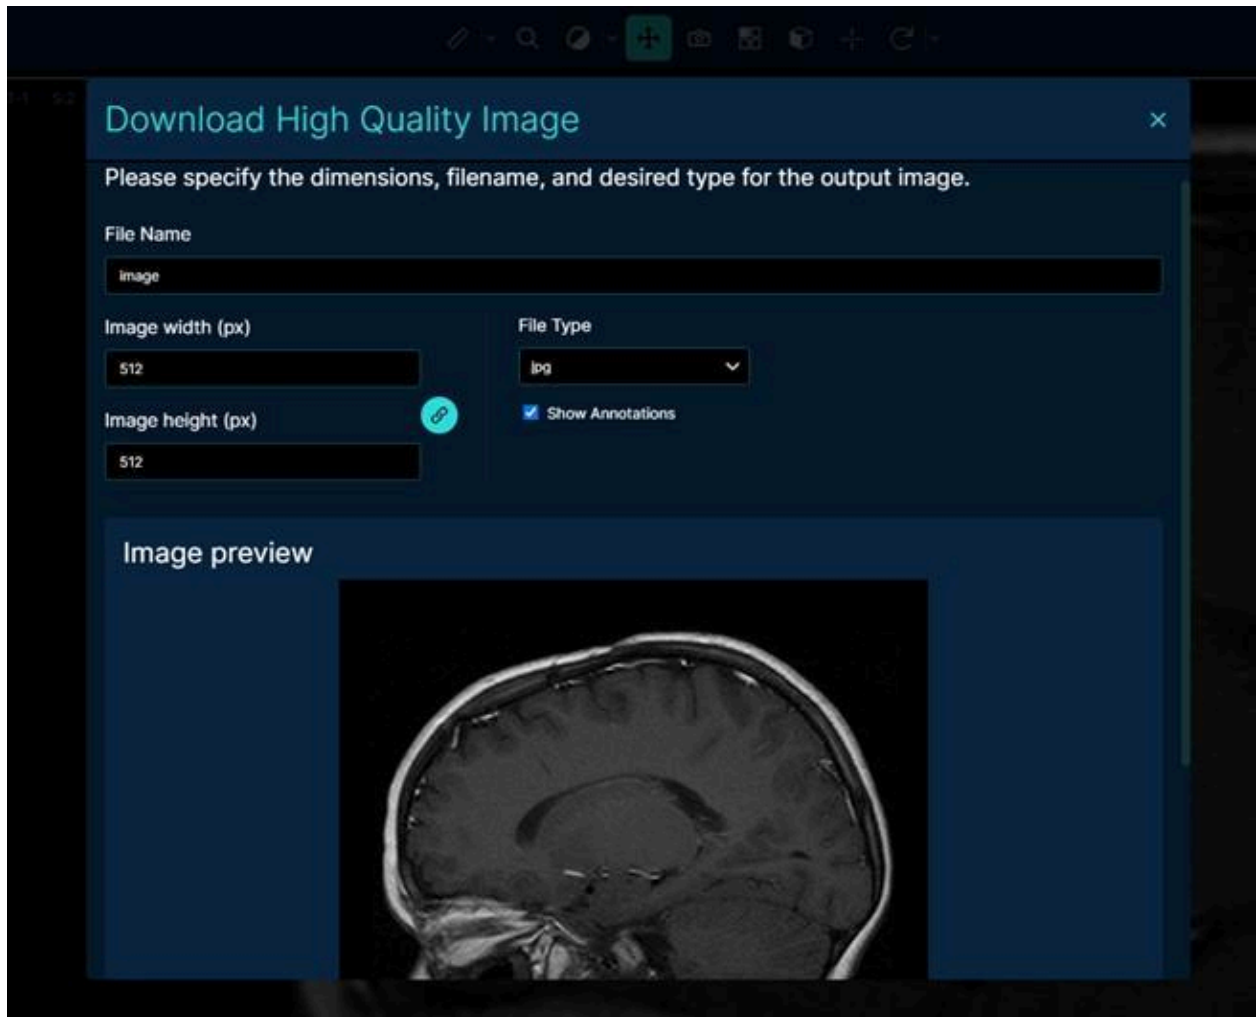 Download High Quality Image
Please specify the dimensions, filename, and desired type for the output image.
File Name
image
Image width (px)
File Type
512
jpg
Image height (px)
Show Annotations
512
Image preview